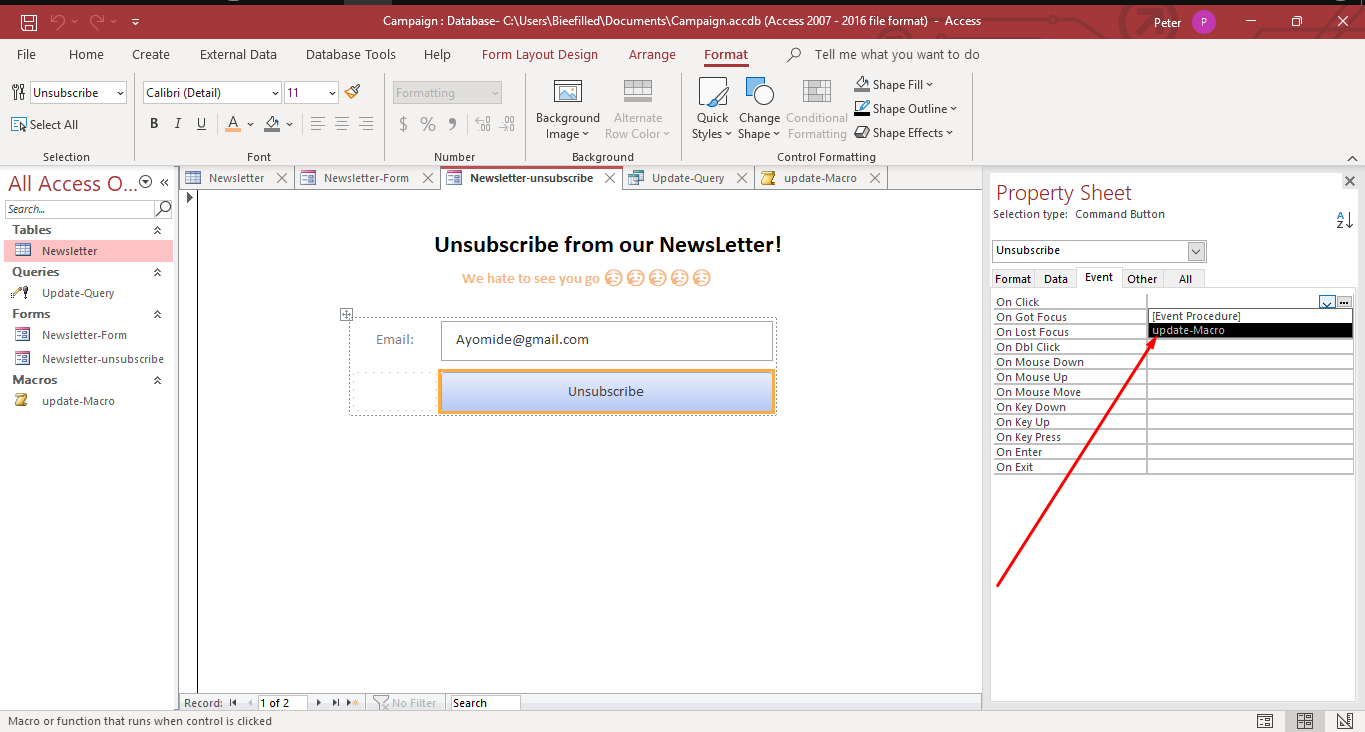 Campaign : Database- C:\Users\Bieefilled\Documents\Campaign.accdb (Access 2007 - 2016 file format) - Access
Peter P
File Home Create External Data Database Tools Help Form Layout Design Arrange Format Tell me what you want to do
Unsubscribe
Select All
Selection
Calibri (Detail) 11
B I U A
Font
Formatting
$ % 9 .00 .00
Number
Background Image
Alternate Row Color
Background
Quick Styles
Change Shape
Conditional Formatting
Shape Fill
Shape Outline
Shape Effects
Control Formatting
All Access O...
Search...
Tables
Newsletter
Queries
Update-Query
Forms
Newsletter-Form
Newsletter-unsubscribe
Macros
update-Macro
Newsletter
Newsletter-Form
Newsletter-unsubscribe
Update-Query
update-Macro
Unsubscribe from our NewsLetter!
We hate to see you go
Email: Ayomide@gmail.com
Unsubscribe
Record: 1 of 2 No Filter Search
Property Sheet
Selection type: Command Button
A
Z
Unsubscribe
Format Data Event Other All
On Click
On Got Focus
On Lost Focus
On Dbl Click
On Mouse Down
On Mouse Up
On Mouse Move
On Key Down
On Key Up
On Key Press
On Enter
On Exit
[Event Procedure]
update-Macro
Macro or function that runs when control is clicked